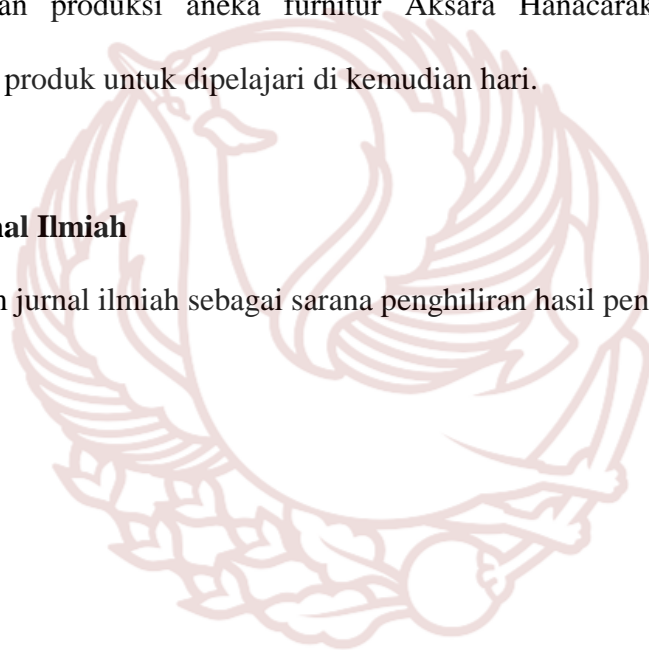 an produksi aneka furnitur Aksara Hanacarak
produk untuk dipelajari di kemudian hari.
nal Ilmiah
jurnal ilmiah sebagai sarana penghiliran hasil pen